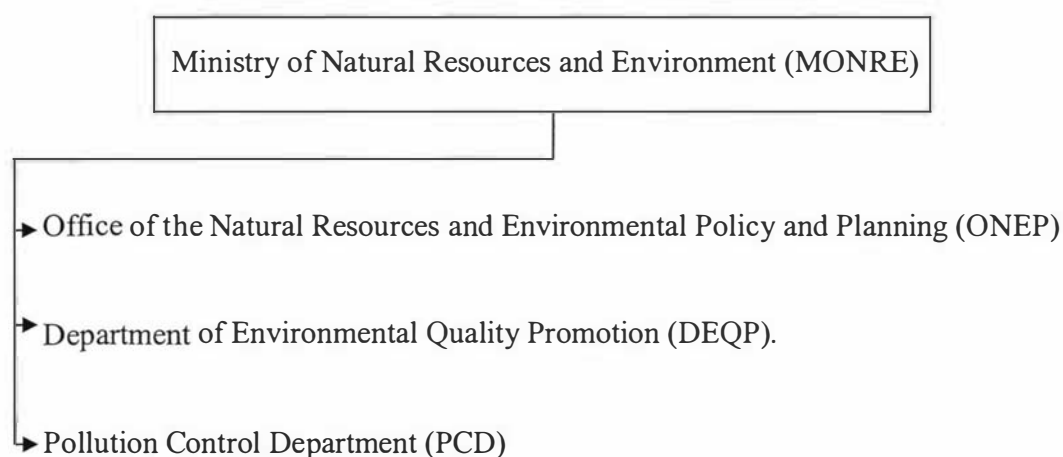 Ministry of Natural Resources and Environment (MONRE)
Office of the Natural Resources and Environmental Policy and Planning (ONEP)
Department of Environmental Quality Promotion (DEQP).
Pollution Control Department (PCD)